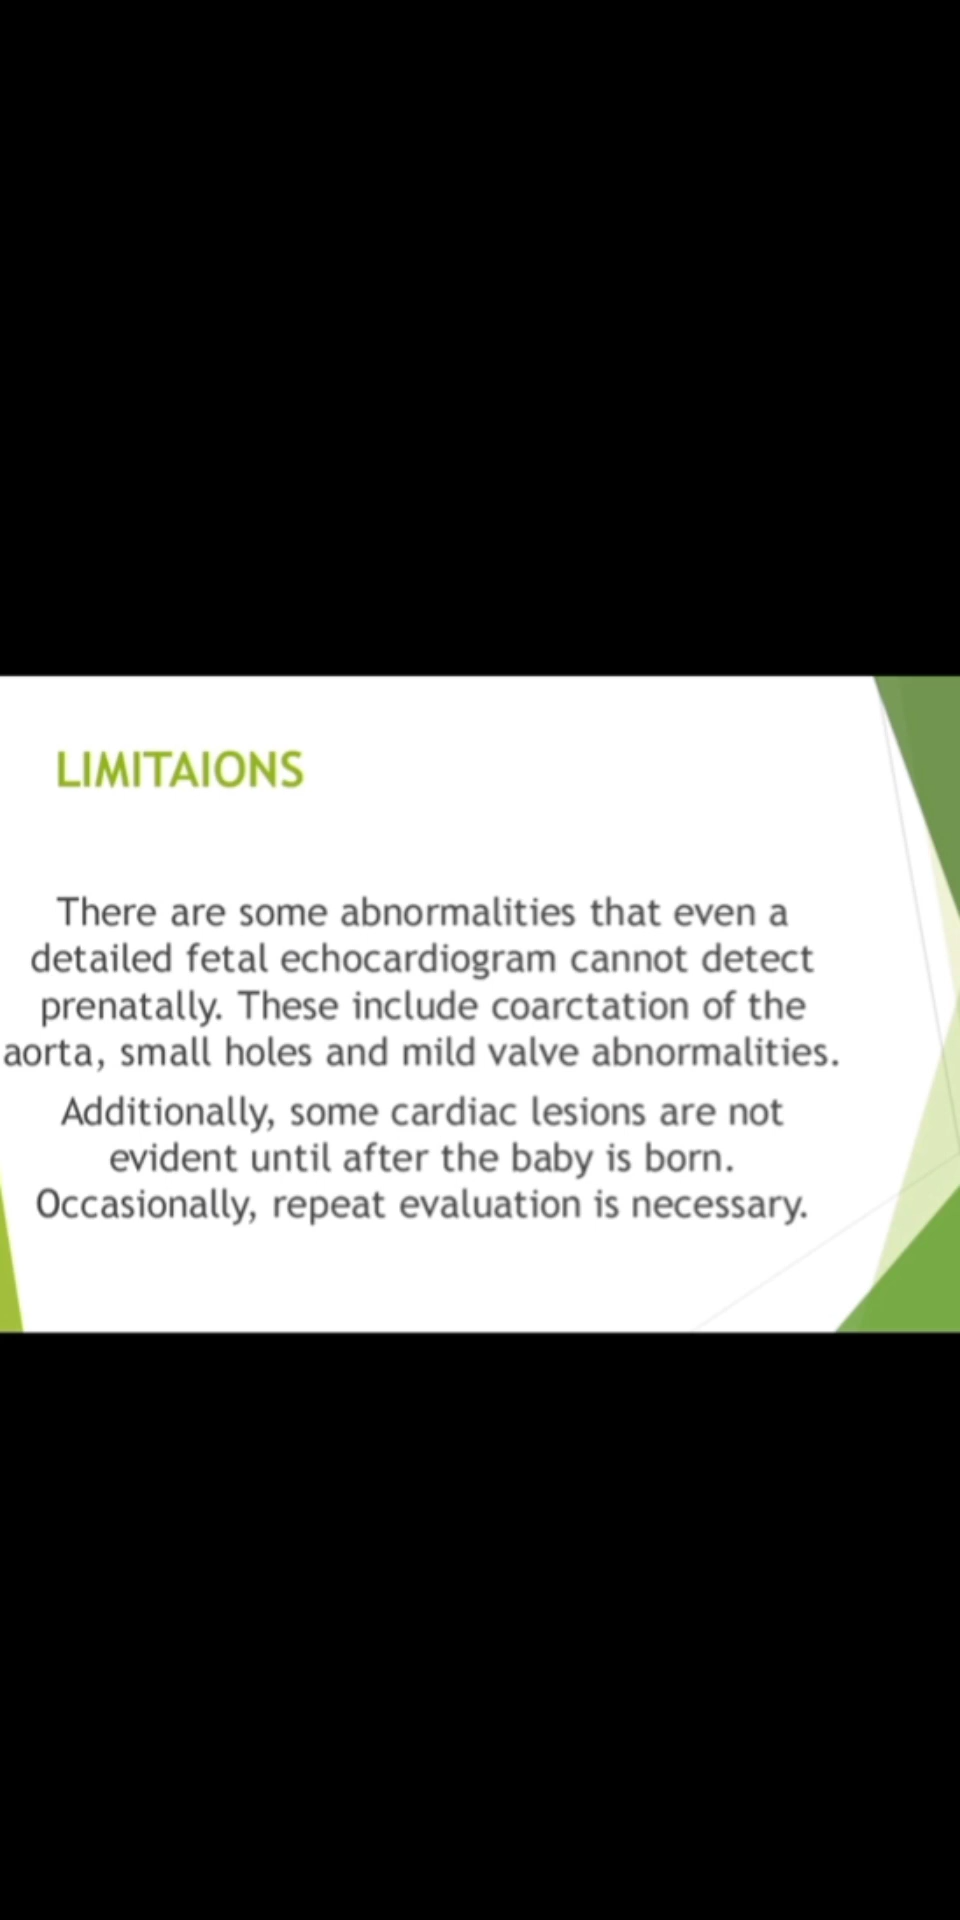 LIMITAIONS
There are some abnormalities that even a
detailed fetal echocardiogram cannot detect
prenatally. These include coarctation of the
aorta, small holes and mild valve abnormalities.
Additionally, some cardiac lesions are not
evident until after the baby is born.
Occasionally, repeat evaluation is necessary.